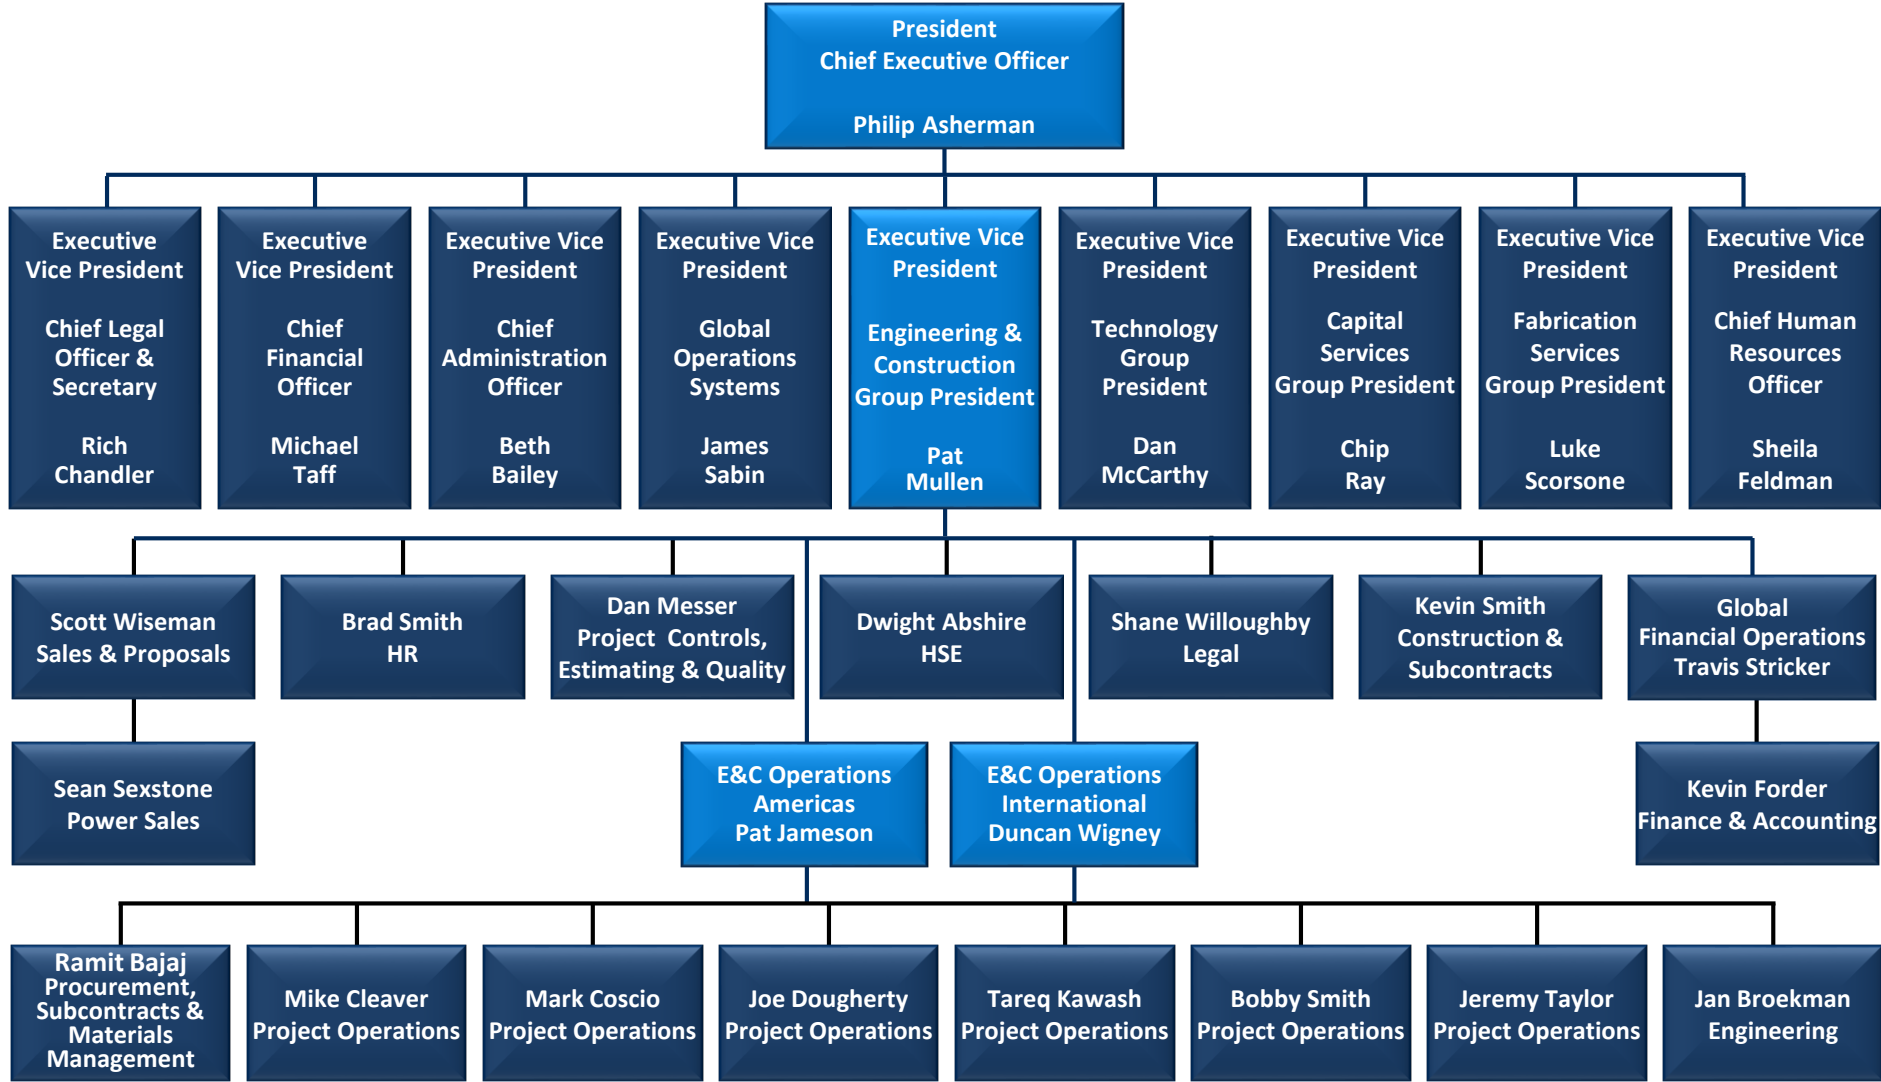 President
Chief Executive Officer
Philip Asherman
Executive
Vice President
Chief Legal
Officer &
Secretary
Rich
Chandler
Executive
Vice President
Chief
Financial
Officer
Michael
Taff
Executive Vice
President
Chief
Administration
Officer
Beth
Bailey
Executive Vice
President
Global
Operations
Systems
James
Sabin
Executive Vice
President
Engineering &
Construction
Group President
Pat
Mullen
Executive Vice
President
Technology
Group
President
Dan
McCarthy
Executive Vice
President
Capital
Services
Group President
Chip
Ray
Executive Vice
President
Fabrication
Services
Group President
Luke
Scorsone
Executive Vice
President
Chief Human
Resources
Officer
Sheila
Feldman
Scott Wiseman
Sales & Proposals
Brad Smith
HR
Dan Messer
Project Controls,
Estimating & Quality
Dwight Abshire
HSE
Shane Willoughby
Legal
Kevin Smith
Construction &
Subcontracts
Global
Financial Operations
Travis Stricker
Sean Sexstone
Power Sales
E&C Operations
Americas
Pat Jameson
E&C Operations
International
Duncan Wigney
Kevin Forder
Finance & Accounting
Ramit Bajaj
Procurement,
Subcontracts &
Materials
Management
Mike Cleaver
Project Operations
Mark Coscio
Project Operations
Joe Dougherty
Project Operations
Tareq Kawash
Project Operations
Bobby Smith
Project Operations
Jeremy Taylor
Project Operations
Jan Broekman
Engineering